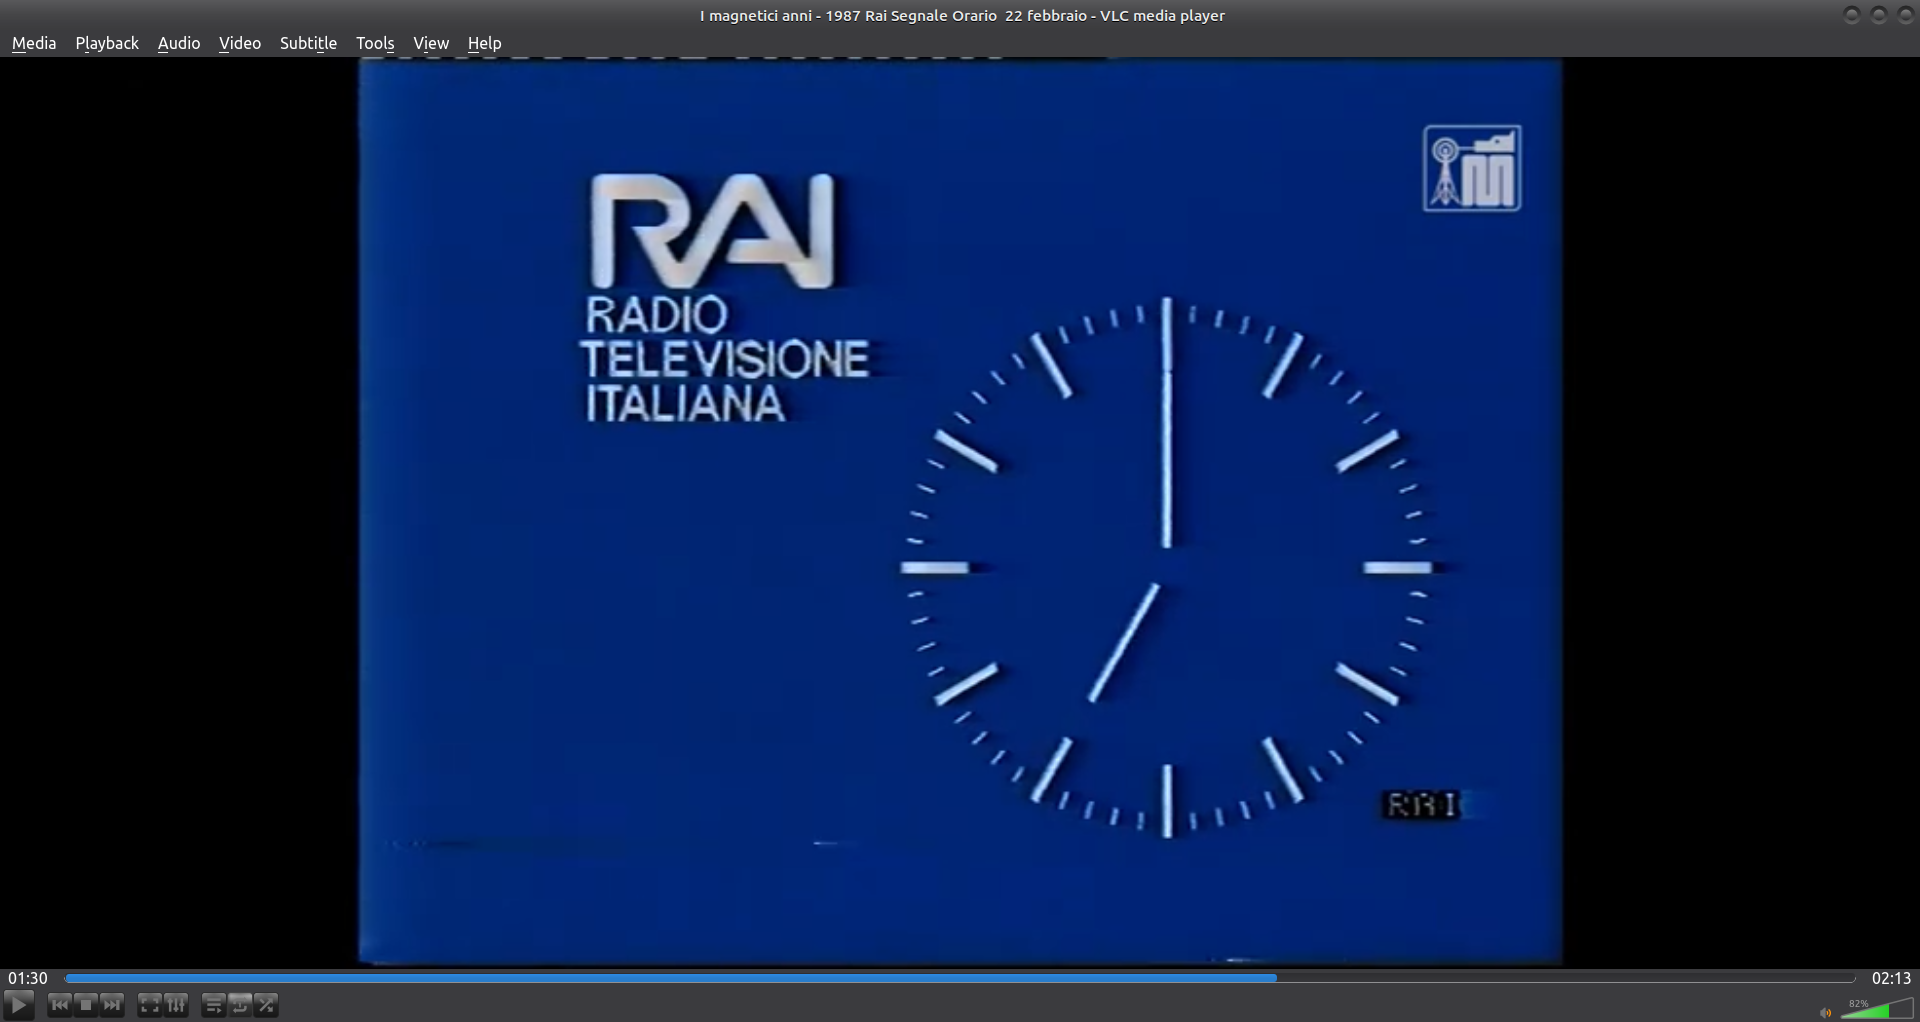 I magnetici anni - 1987 Rai Segnale Orario  22 febbraio - VLC media player
Media Playback Audio Video Subtitle Tools View Help
RAI
RADIO
TELEVISIONE
ITALIANA
01:30
02:13
82%